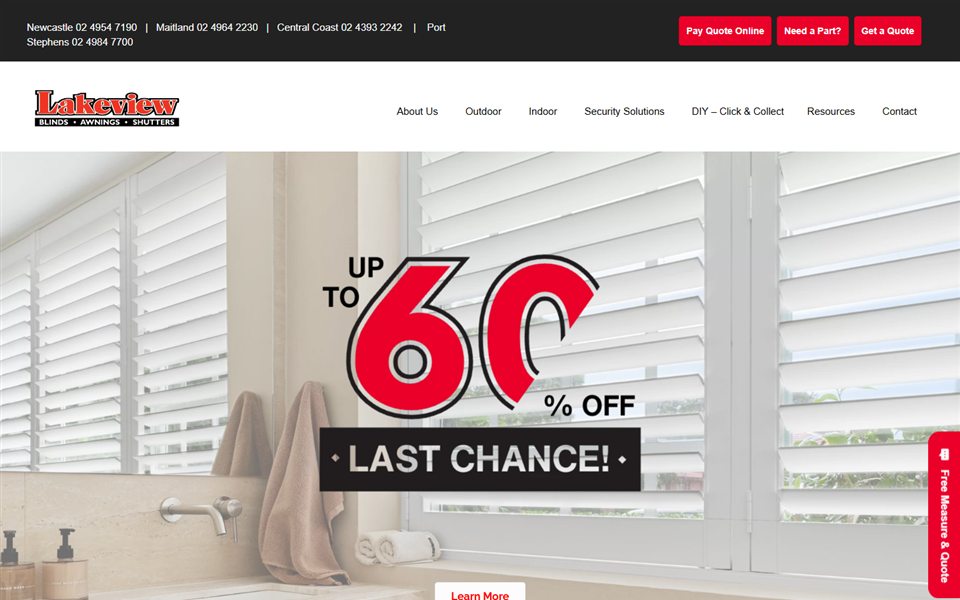 Newcastle 02 4954 7190 | Maitland 02 4964 2230 | Central Coast 02 4393 2242 | Port
Stephens 02 4984 7700
Pay Quote Online
Need a Part?
Get a Quote
Lakeview
BLINDS • AWNINGS • SHUTTERS
About Us
Outdoor
Indoor
Security Solutions
DIY – Click & Collect
Resources
Contact
UP
TO
60
% OFF
LAST CHANCE!
Free Measure & Quote
Learn More